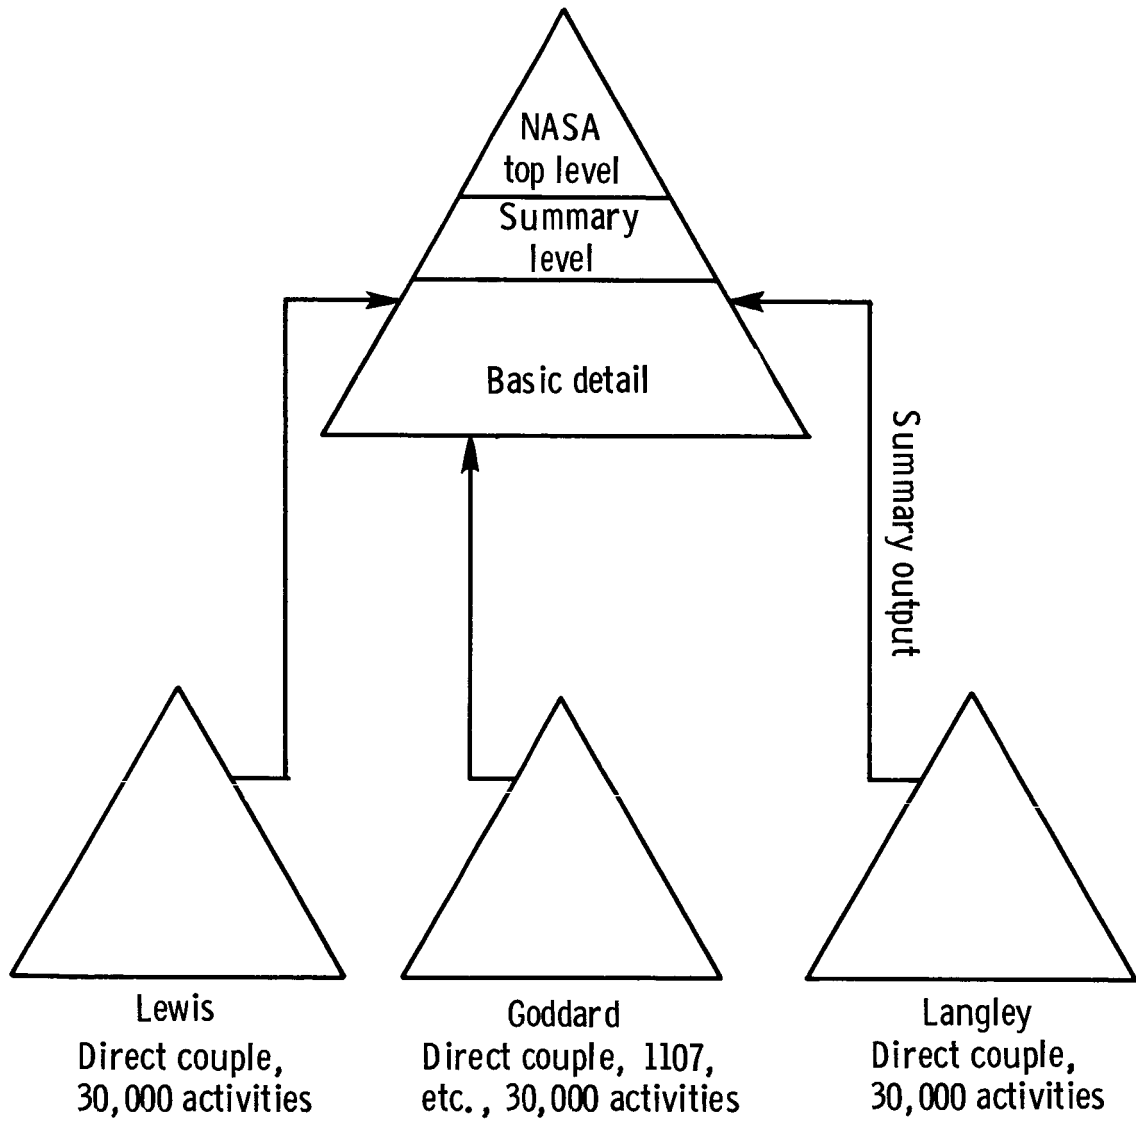 NASA
top level
Summary
level
Basic detail
Summary output
Lewis
Direct couple,
30,000 activities
Goddard
Direct couple, 1107,
etc., 30,000 activities
Langley
Direct couple,
30,000 activities